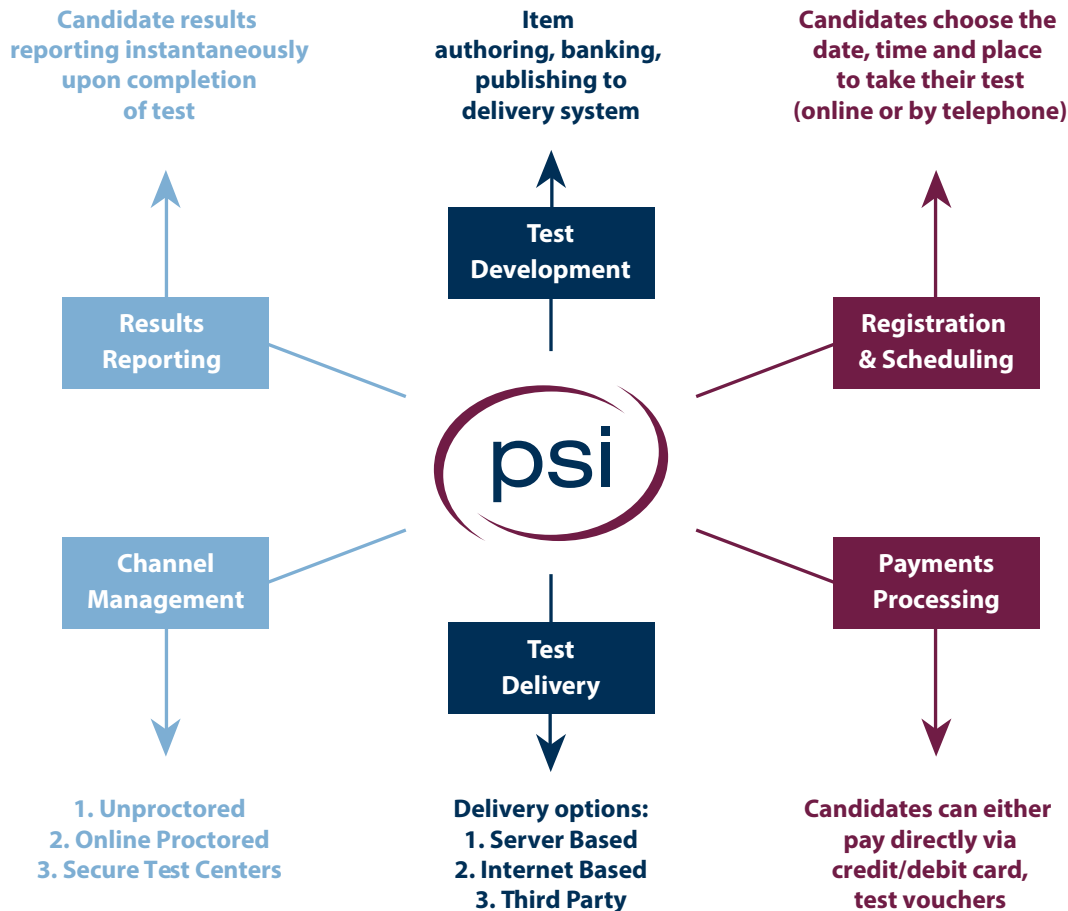 Candidate results
reporting instantaneously
upon completion
of test
Item
authoring, banking,
publishing to
delivery system
Candidates choose the
date, time and place
to take their test
(online or by telephone)
Test
Development
Results
Reporting
Registration
& Scheduling
psi
Channel
Management
Payments
Processing
Test
Delivery
1. Unproctored
2. Online Proctored
3. Secure Test Centers
Delivery options:
1. Server Based
2. Internet Based
3. Third Party
Candidates can either
pay directly via
credit/debit card,
test vouchers